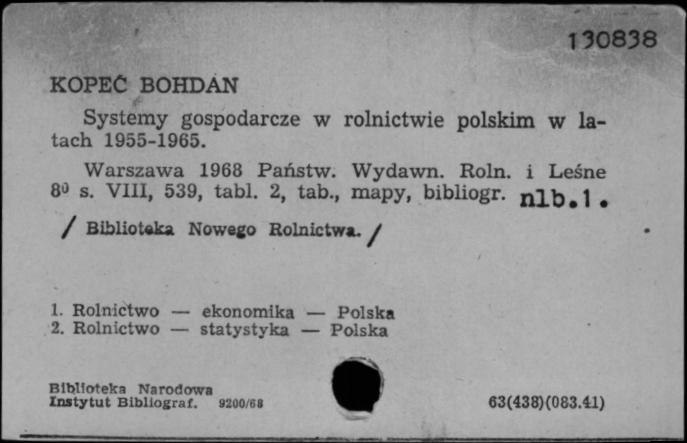 130838
KOPEĆ BOHDAN
Systemy gospodarcze w rolnictwie polskim w la-
tach 1955-1965.
Warszawa 1968 Państw. Wydawn. Roln. i Leśne
8⁰ s. VIII, 539, tabl. 2, tab., mapy, bibliogr. nlb.1.
/ Biblioteka Nowego Rolnictwa. /
1. Rolnictwo — ekonomika — Polska
2. Rolnictwo — statystyka — Polska
Biblioteka Narodowa
Instytut Bibliograf. 9200/68
63(438)(083.41)